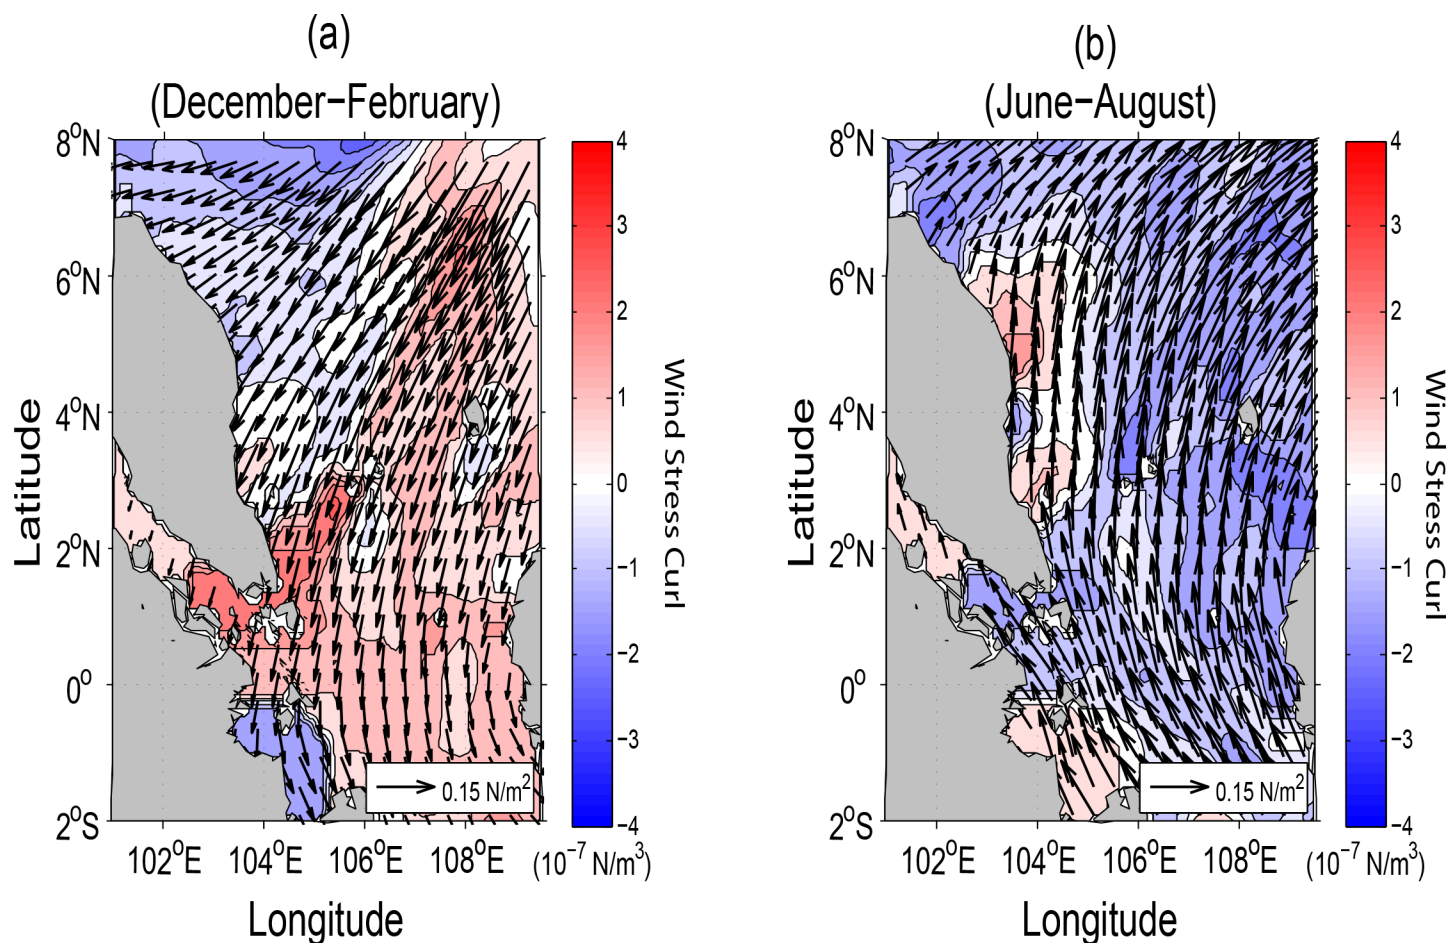 (a)
(December−February)
8°N
6°N
4°N
2°N
0°
2°S
Latitude
102°E 104°E 106°E 108°E
Longitude
0.15 N/m²
4
3
2
1
0
−1
−2
−3
−4
(10⁻⁷ N/m³)
Wind Stress Curl
(b)
(June−August)
8°N
6°N
4°N
2°N
0°
2°S
Latitude
102°E 104°E 106°E 108°E
Longitude
0.15 N/m²
4
3
2
1
0
−1
−2
−3
−4
(10⁻⁷ N/m³)
Wind Stress Curl